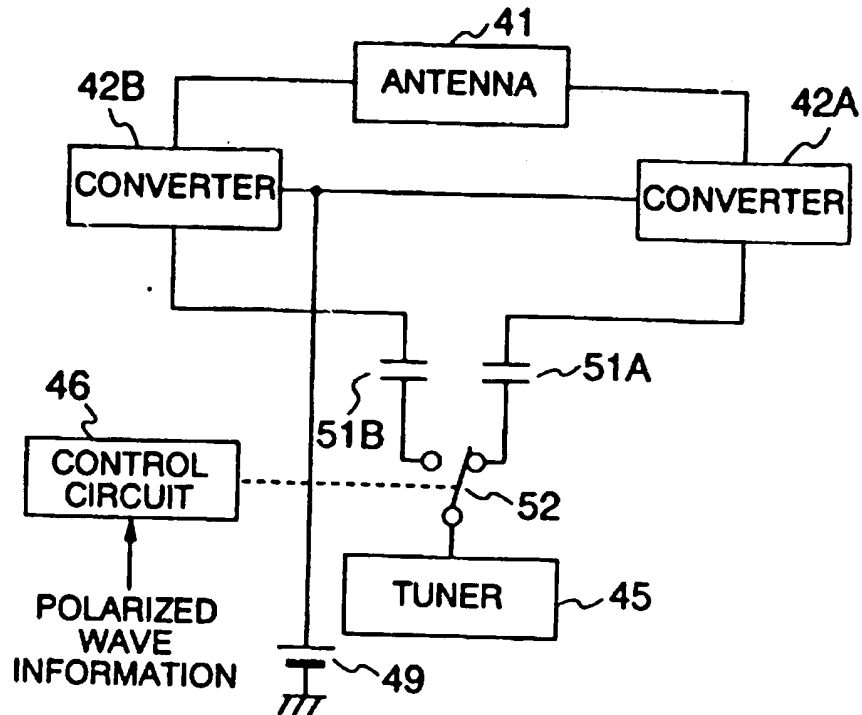 41
ANTENNA
42B
42A
CONVERTER
CONVERTER
51A
51B
46
CONTROL
CIRCUIT
52
TUNER
45
POLARIZED
WAVE
INFORMATION
49